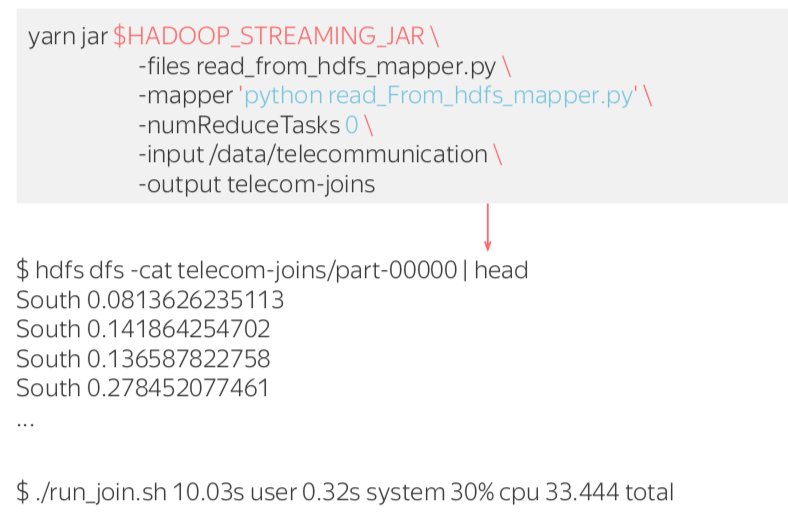 yarn jar $HADOOP_STREAMING_JAR \
-files read_from_hdfs_mapper.py \
-mapper 'python read_From_hdfs_mapper.py' \
-numReduceTasks 0 \
-input /data/telecommunication \
-output telecom-joins
$ hdfs dfs -cat telecom-joins/part-00000 | head
South 0.0813626235113
South 0.141864254702
South 0.136587822758
South 0.278452077461
...
$ ./run_join.sh 10.03s user 0.32s system 30% cpu 33.444 total